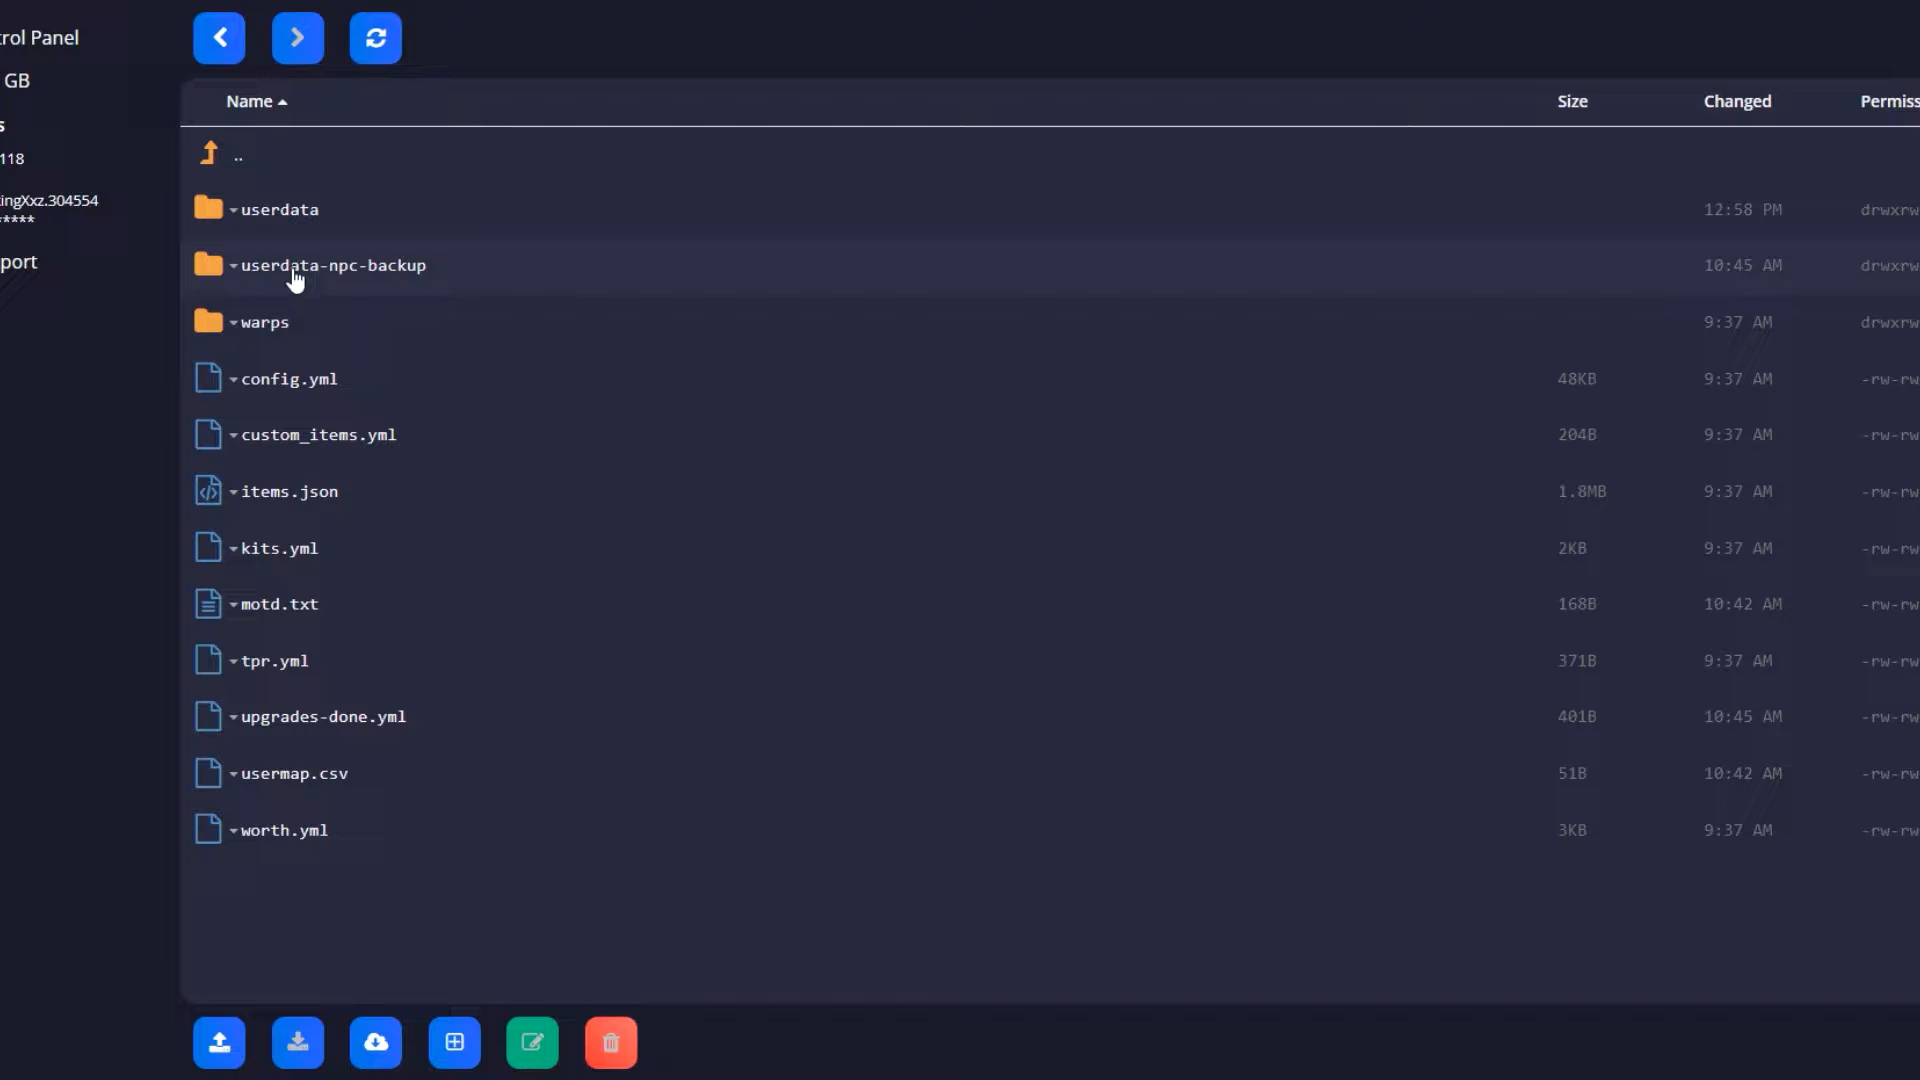 rol Panel
GB
s
118
ingXxz.304554
*****
port
Name Size Changed Permiss
..
userdata 12:58 PM drwxrw
userdata-npc-backup 10:45 AM drwxrw
warps 9:37 AM drwxrw
config.yml 48KB 9:37 AM -rw-rw
custom_items.yml 204B 9:37 AM -rw-rw
items.json 1.8MB 9:37 AM -rw-rw
kits.yml 2KB 9:37 AM -rw-rw
motd.txt 168B 10:42 AM -rw-rw
tpr.yml 371B 9:37 AM -rw-rw
upgrades-done.yml 401B 10:45 AM -rw-rw
usermap.csv 51B 10:42 AM -rw-rw
worth.yml 3KB 9:37 AM -rw-rw